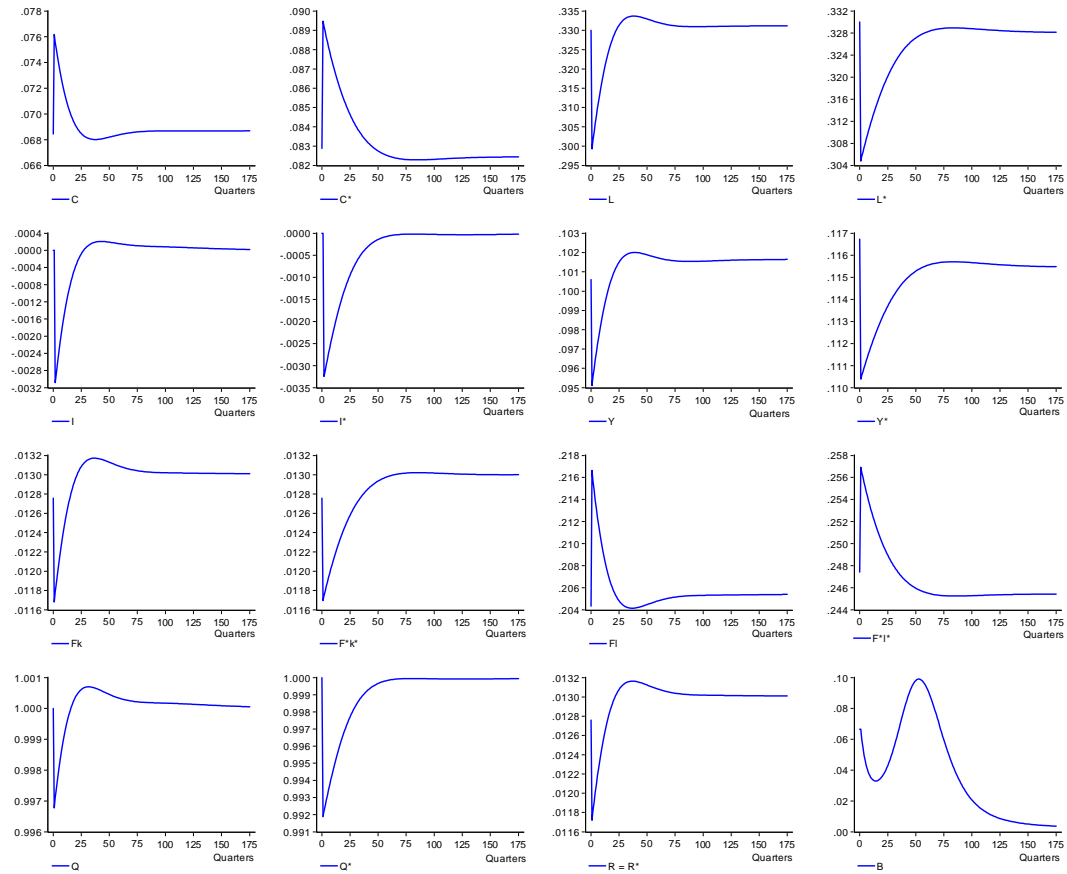 .078
.076
.074
.072
.070
.068
.066
0 25 50 75 100 125 150 175
Quarters
C
.090
.089
.088
.087
.086
.085
.084
.083
.082
0 25 50 75 100 125 150 175
Quarters
C*
.335
.330
.325
.320
.315
.310
.305
.300
.295
0 25 50 75 100 125 150 175
Quarters
L
.332
.328
.324
.320
.316
.312
.308
.304
0 25 50 75 100 125 150 175
Quarters
L*
.0004
.0000
-.0004
-.0008
-.0012
-.0016
-.0020
-.0024
-.0028
-.0032
0 25 50 75 100 125 150 175
Quarters
I
.0000
-.0005
-.0010
-.0015
-.0020
-.0025
-.0030
-.0035
0 25 50 75 100 125 150 175
Quarters
I*
.103
.102
.101
.100
.099
.098
.097
.096
.095
0 25 50 75 100 125 150 175
Quarters
Y
.117
.116
.115
.114
.113
.112
.111
.110
0 25 50 75 100 125 150 175
Quarters
Y*
.0132
.0130
.0128
.0126
.0124
.0122
.0120
.0118
.0116
0 25 50 75 100 125 150 175
Quarters
Fk
.0132
.0130
.0128
.0126
.0124
.0122
.0120
.0118
.0116
0 25 50 75 100 125 150 175
Quarters
F*k*
.218
.216
.214
.212
.210
.208
.206
.204
0 25 50 75 100 125 150 175
Quarters
Fl
.258
.256
.254
.252
.250
.248
.246
.244
0 25 50 75 100 125 150 175
Quarters
F*l*
1.001
1.000
0.999
0.998
0.997
0.996
0 25 50 75 100 125 150 175
Quarters
Q
1.000
0.999
0.998
0.997
0.996
0.995
0.994
0.993
0.992
0.991
0 25 50 75 100 125 150 175
Quarters
Q*
.0132
.0130
.0128
.0126
.0124
.0122
.0120
.0118
.0116
0 25 50 75 100 125 150 175
Quarters
R = R*
.10
.08
.06
.04
.02
.00
0 25 50 75 100 125 150 175
Quarters
B